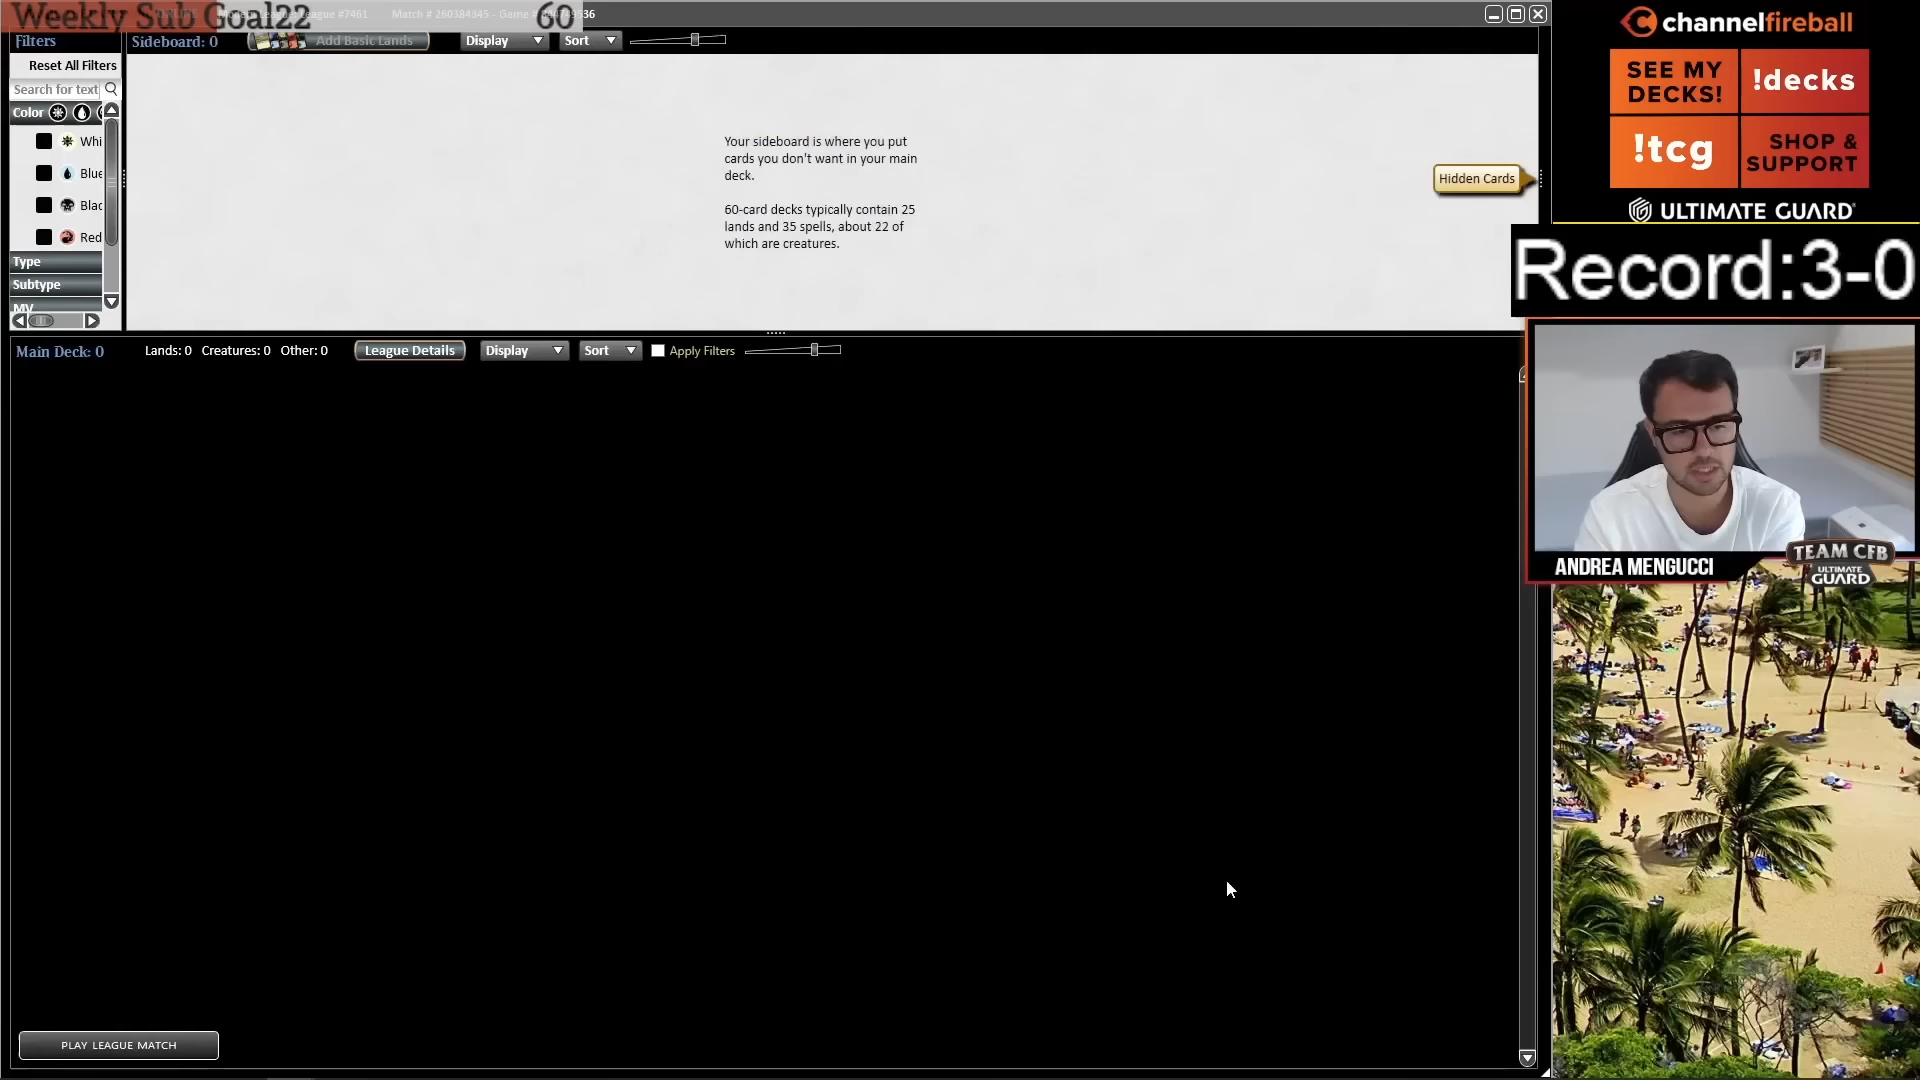 Weekly Sub Goal22 60
League #7461 Match # 260384345 - Game #
Filters
Sideboard: 0 Add Basic Lands Display Sort
Reset All Filters
Search for text
Color
Whi
Blue
Blac
Red
Type
Subtype
MV
Your sideboard is where you put
cards you don't want in your main
deck.
60-card decks typically contain 25
lands and 35 spells, about 22 of
which are creatures.
Hidden Cards
Main Deck: 0 Lands: 0 Creatures: 0 Other: 0 League Details Display Sort Apply Filters
PLAY LEAGUE MATCH
channelfireball
SEE MY
DECKS!
!decks
!tcg
SHOP &
SUPPORT
ULTIMATE GUARD
Record:3-0
ANDREA MENGUCCI
TEAM CFB
ULTIMATE
GUARD